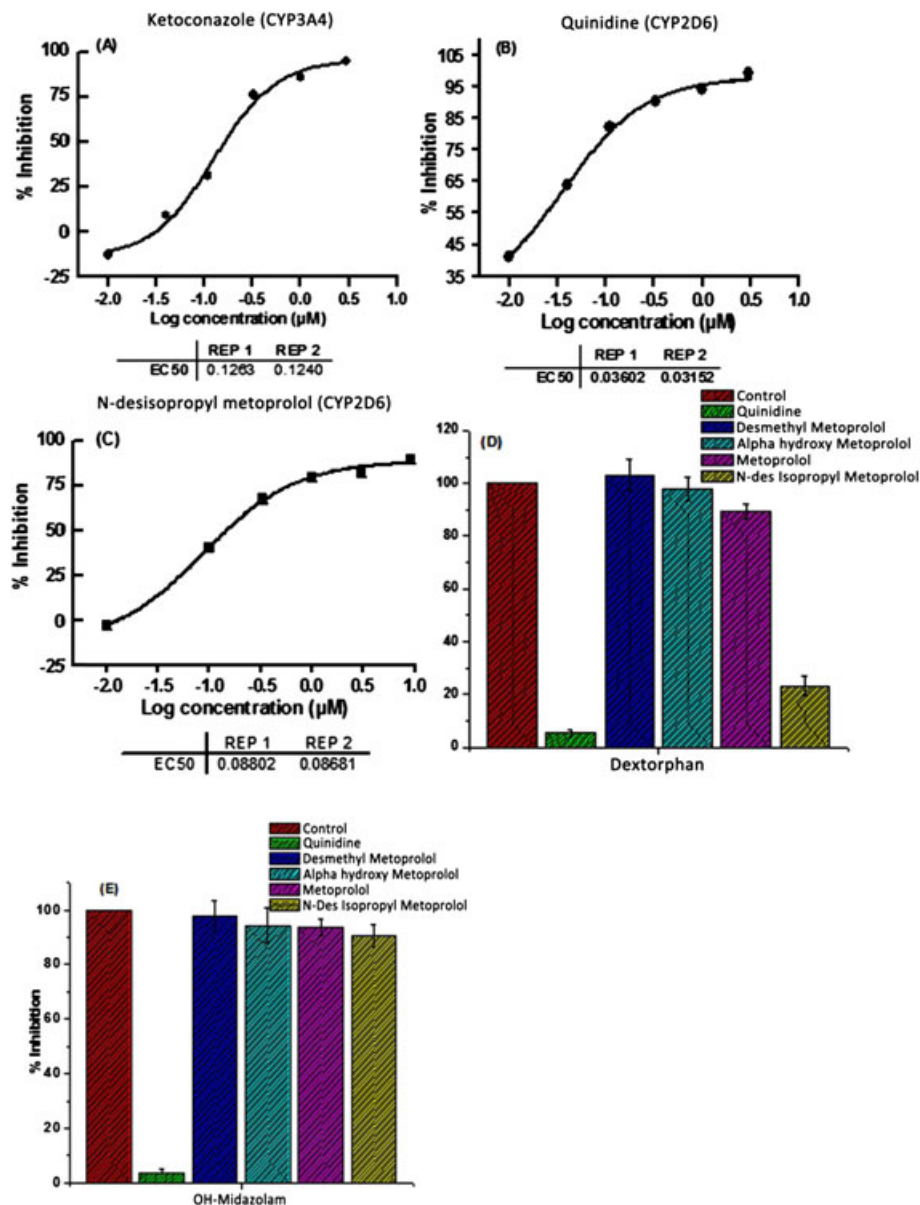 Ketoconazole (CYP3A4)
(A)
% Inhibition
100
75
50
25
0
-25
-2.0 -1.5 -1.0 -0.5 0.0 0.5 1.0
Log concentration (µM)
REP 1 REP 2
EC50 0.1263 0.1240
Quinidine (CYP2D6)
(B)
% Inhibition
105
95
85
75
65
55
45
35
-2.0 -1.5 -1.0 -0.5 0.0 0.5 1.0
Log concentration (µM)
REP 1 REP 2
EC50 0.03602 0.03152
N-desisopropyl metoprolol (CYP2D6)
(C)
% Inhibition
100
75
50
25
0
-25
-2.0 -1.5 -1.0 -0.5 0.0 0.5 1.0
Log concentration (µM)
REP 1 REP 2
EC50 0.08802 0.08681
Control
Quinidine
Desmethyl Metoprolol
Alpha hydroxy Metoprolol
Metoprolol
N-des Isopropyl Metoprolol
(D)
120
100
80
60
40
20
0
Dextorphan
Control
Quinidine
Desmethyl Metoprolol
Alpha hydroxy Metoprolol
Metoprolol
N-Des Isopropyl Metoprolol
(E)
% Inhibtion
100
80
60
40
20
0
OH-Midazolam